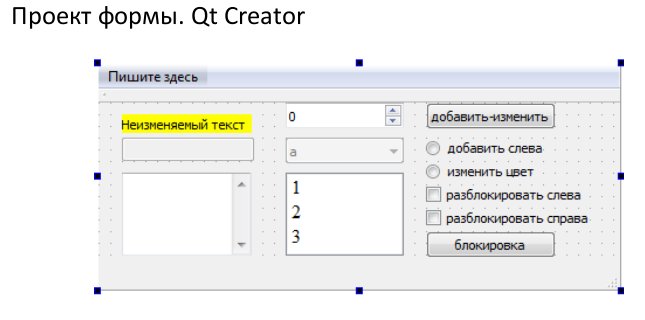 Проект формы. Qt Creator
Пишите здесь
Неизменяемый текст
0
добавить-изменить
a
добавить слева
изменить цвет
1
2
3
разблокировать слева
разблокировать справа
блокировка